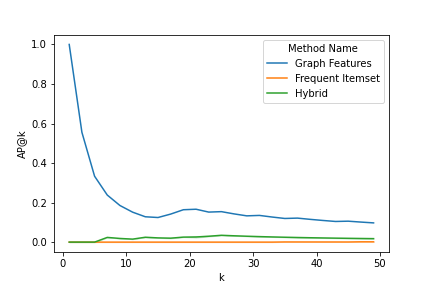 Method Name
Graph Features
Frequent Itemset
Hybrid
1.0
0.8
0.6
0.4
0.2
0.0
AP@k
0 10 20 30 40 50
k